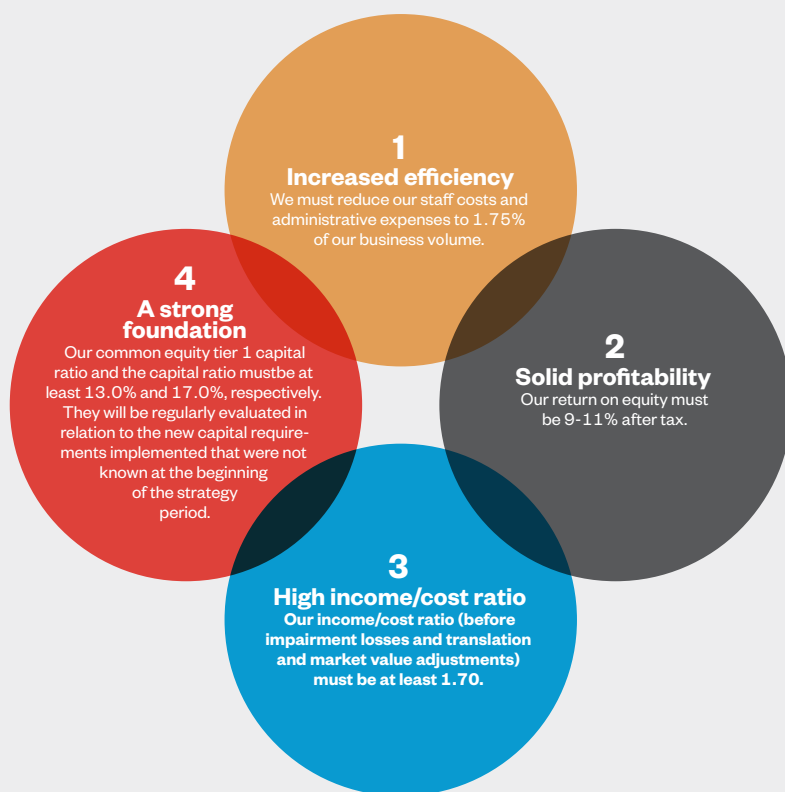 1
Increased efficiency
We must reduce our staff costs and
administrative expenses to 1.75%
of our business volume.
2
Solid profitability
Our return on equity must
be 9-11% after tax.
3
High income/cost ratio
Our income/cost ratio (before
impairment losses and translation
and market value adjustments)
must be at least 1.70.
4
A strong
foundation
Our common equity tier 1 capital
ratio and the capital ratio mustbe at
least 13.0% and 17.0%, respectively.
They will be regularly evaluated in
relation to the new capital require-
ments implemented that were not
known at the beginning
of the strategy
period.